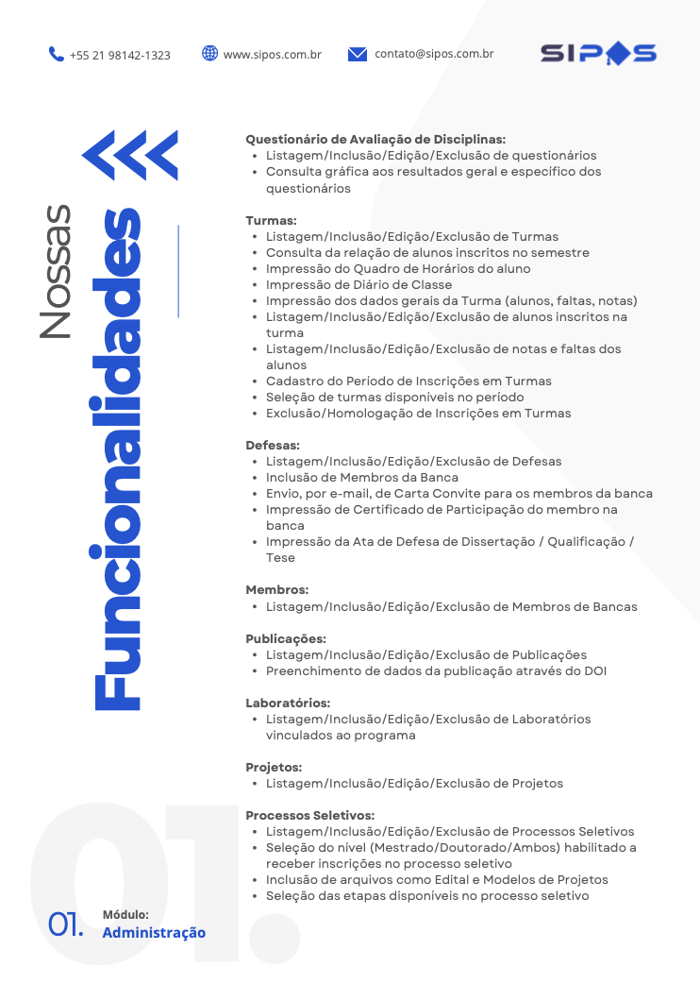 +55 21 98142-1323
www.sipos.com.br
contato@sipos.com.br
SIPOS
Nossas
Funcionalidades
Questionário de Avaliação de Disciplinas:
• Listagem/Inclusão/Edição/Exclusão de questionários
• Consulta gráfica aos resultados geral e específico dos
questionários
Turmas:
• Listagem/Inclusão/Edição/Exclusão de Turmas
• Consulta da relação de alunos inscritos no semestre
• Impressão do Quadro de Horários do aluno
• Impressão de Diário de Classe
• Impressão dos dados gerais da Turma (alunos, faltas, notas)
• Listagem/Inclusão/Edição/Exclusão de alunos inscritos na
turma
• Listagem/Inclusão/Edição/Exclusão de notas e faltas dos
alunos
• Cadastro do Período de Inscrições em Turmas
• Seleção de turmas disponíveis no período
• Exclusão/Homologação de Inscrições em Turmas
Defesas:
• Listagem/Inclusão/Edição/Exclusão de Defesas
• Inclusão de Membros da Banca
• Envio, por e-mail, de Carta Convite para os membros da banca
• Impressão de Certificado de Participação do membro na
banca
• Impressão da Ata de Defesa de Dissertação / Qualificação /
Tese
Membros:
• Listagem/Inclusão/Edição/Exclusão de Membros de Bancas
Publicações:
• Listagem/Inclusão/Edição/Exclusão de Publicações
• Preenchimento de dados da publicação através do DOI
Laboratórios:
• Listagem/Inclusão/Edição/Exclusão de Laboratórios
vinculados ao programa
Projetos:
• Listagem/Inclusão/Edição/Exclusão de Projetos
Processos Seletivos:
• Listagem/Inclusão/Edição/Exclusão de Processos Seletivos
• Seleção do nível (Mestrado/Doutorado/Ambos) habilitado a
receber inscrições no processo seletivo
• Inclusão de arquivos como Edital e Modelos de Projetos
• Seleção das etapas disponíveis no processo seletivo
01.
01.
Módulo:
Administração